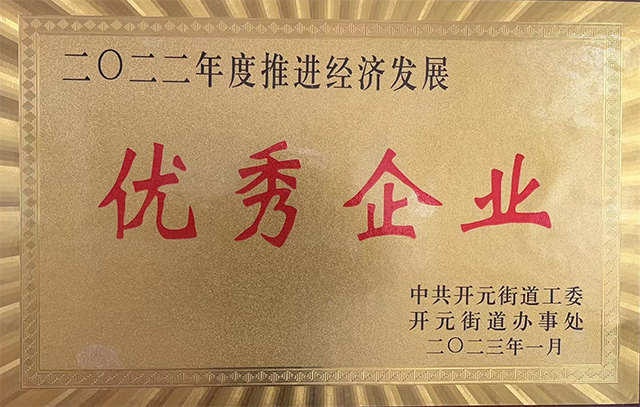 二〇二二年度推进经济发展
优秀企业
中共开元街道工委
开元街道办事处
二〇二三年一月